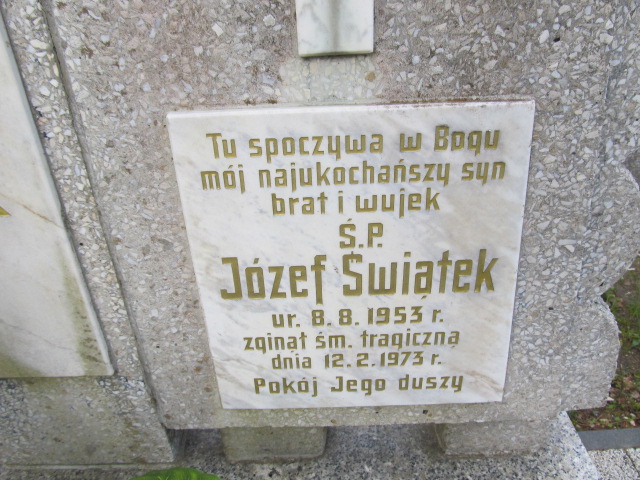 Tu spoczywa w Bogu
mój najukochańszy syn
brat i wujek
Ś.P.
Józef Świątek
ur. 8.8.1953 r.
zginął śm. tragiczną
dnia 12.2.1973 r.
Pokój Jego duszy